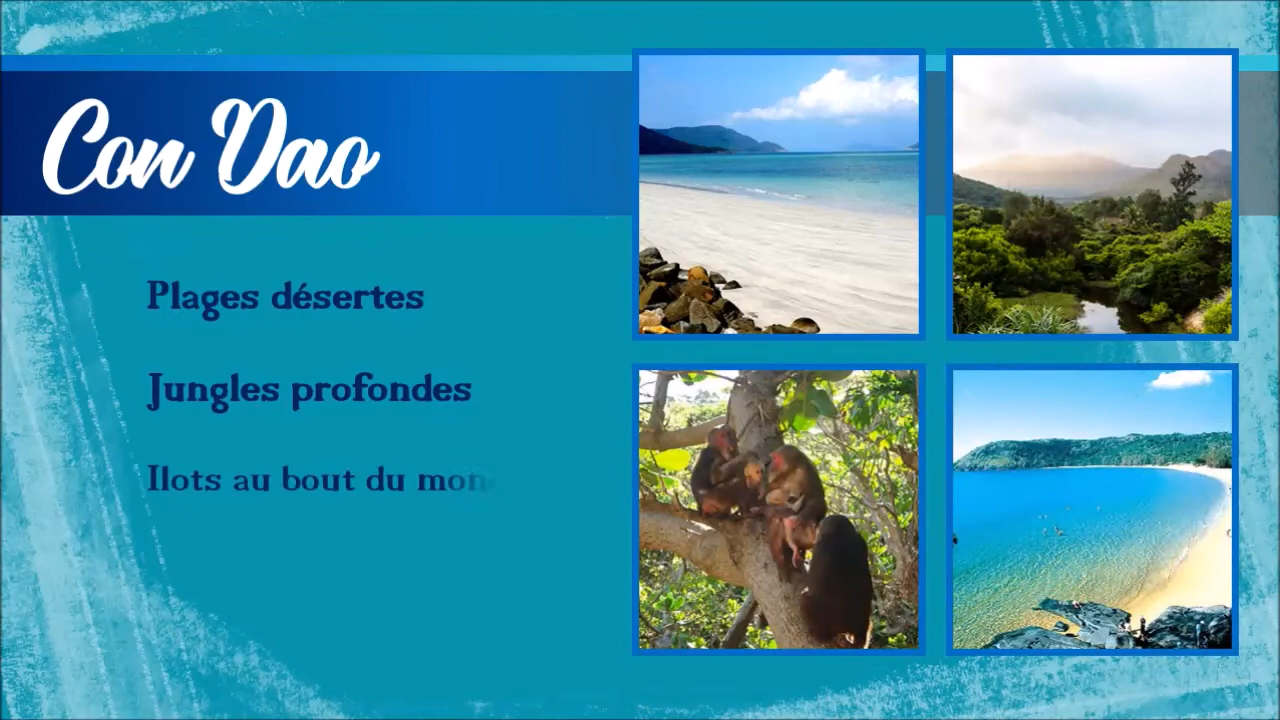 Con Dao
Plages désertes
Jungles profondes
Ilots au bout du